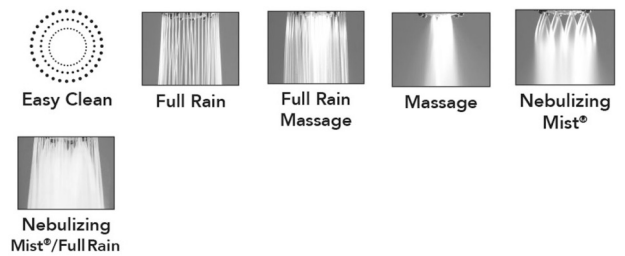 Easy Clean
Full Rain
Full Rain
Massage
Massage
Nebulizing
Mist®
Nebulizing
Mist®/Full Rain